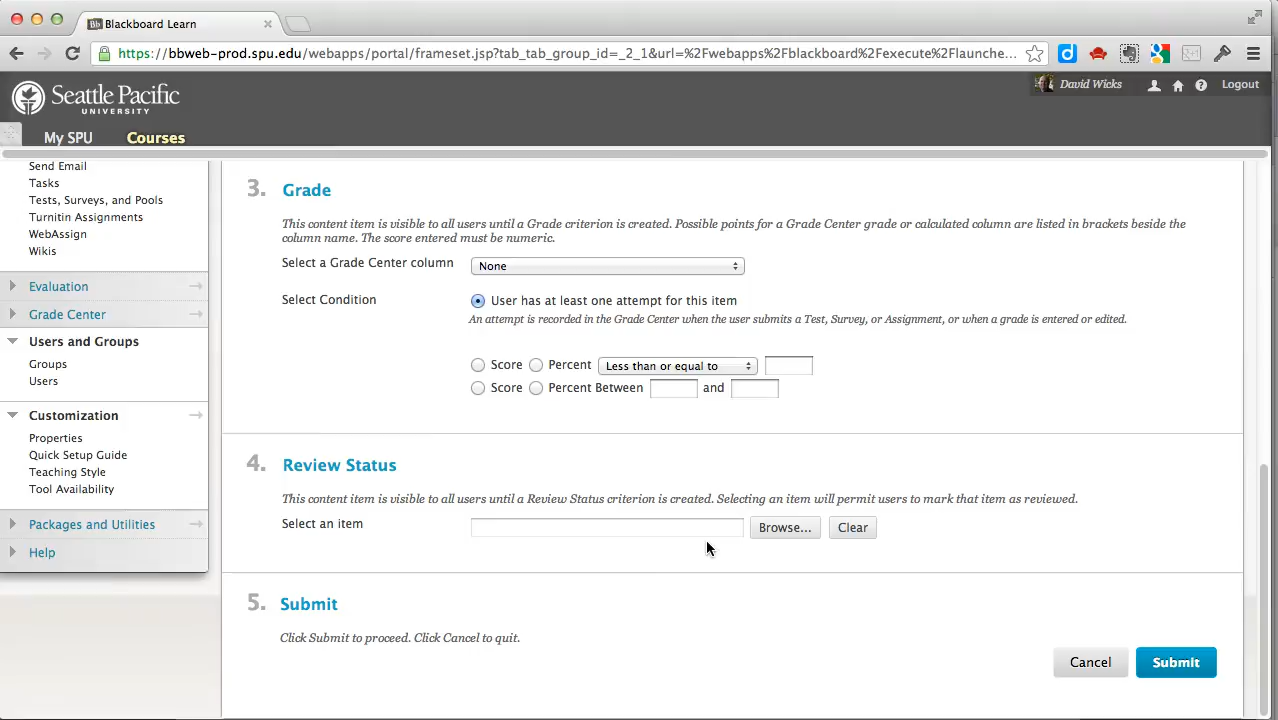 Blackboard Learn
https://bbweb-prod.spu.edu/webapps/portal/frameset.jsp?tab_tab_group_id=_2_1&url=%2Fwebapps%2Fblackboard%2Fexecute%2Flaunche...
Seattle Pacific
UNIVERSITY
David Wicks
Logout
My SPU
Courses
Send Email
Tasks
Tests, Surveys, and Pools
Turnitin Assignments
WebAssign
Wikis
Evaluation
Grade Center
Users and Groups
Groups
Users
Customization
Properties
Quick Setup Guide
Teaching Style
Tool Availability
Packages and Utilities
Help
3. Grade
This content item is visible to all users until a Grade criterion is created. Possible points for a Grade Center grade or calculated column are listed in brackets beside the
column name. The score entered must be numeric.
Select a Grade Center column None
Select Condition User has at least one attempt for this item
An attempt is recorded in the Grade Center when the user submits a Test, Survey, or Assignment, or when a grade is entered or edited.
Score Percent Less than or equal to
Score Percent Between and
4. Review Status
This content item is visible to all users until a Review Status criterion is created. Selecting an item will permit users to mark that item as reviewed.
Select an item Browse... Clear
5. Submit
Click Submit to proceed. Click Cancel to quit.
Cancel Submit